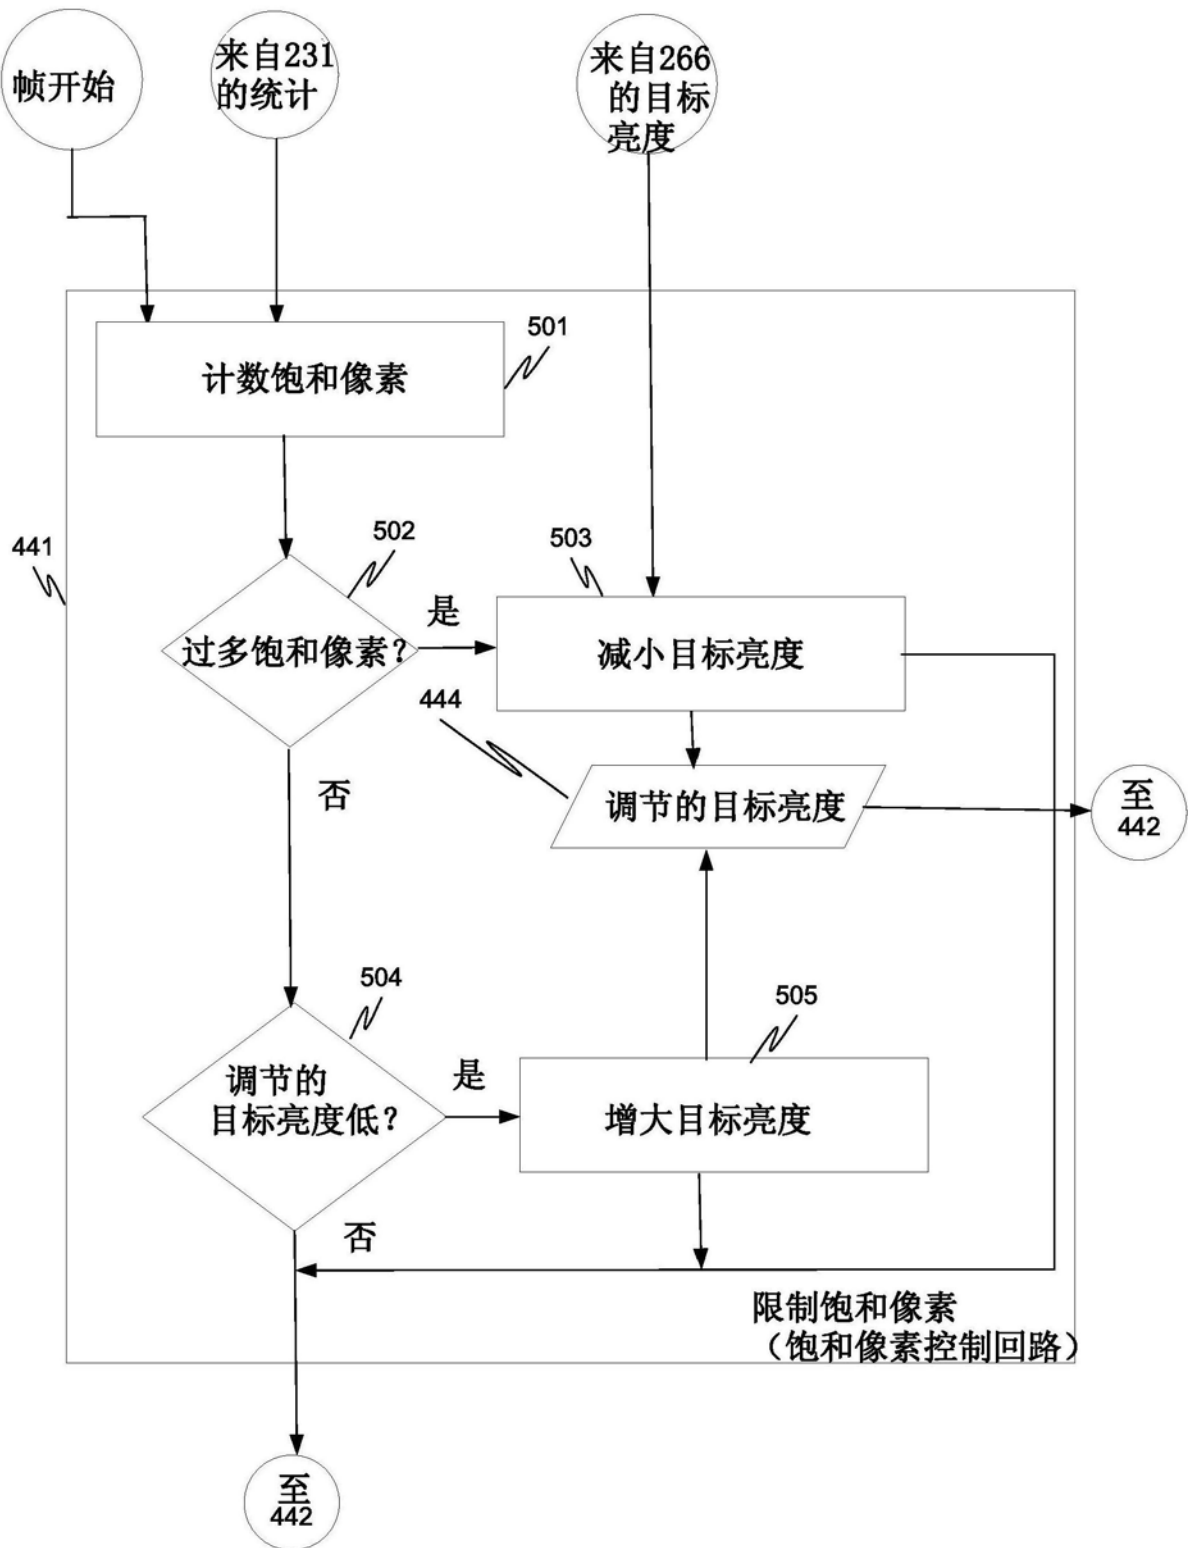 帧开始
来自231
的统计
来自266
的目标
亮度
501
计数饱和像素
441
502
503
过多饱和像素？
是
减小目标亮度
444
否
调节的目标亮度
至
442
504
505
调节的
目标亮度低？
是
增大目标亮度
否
限制饱和像素
（饱和像素控制回路）
至
442